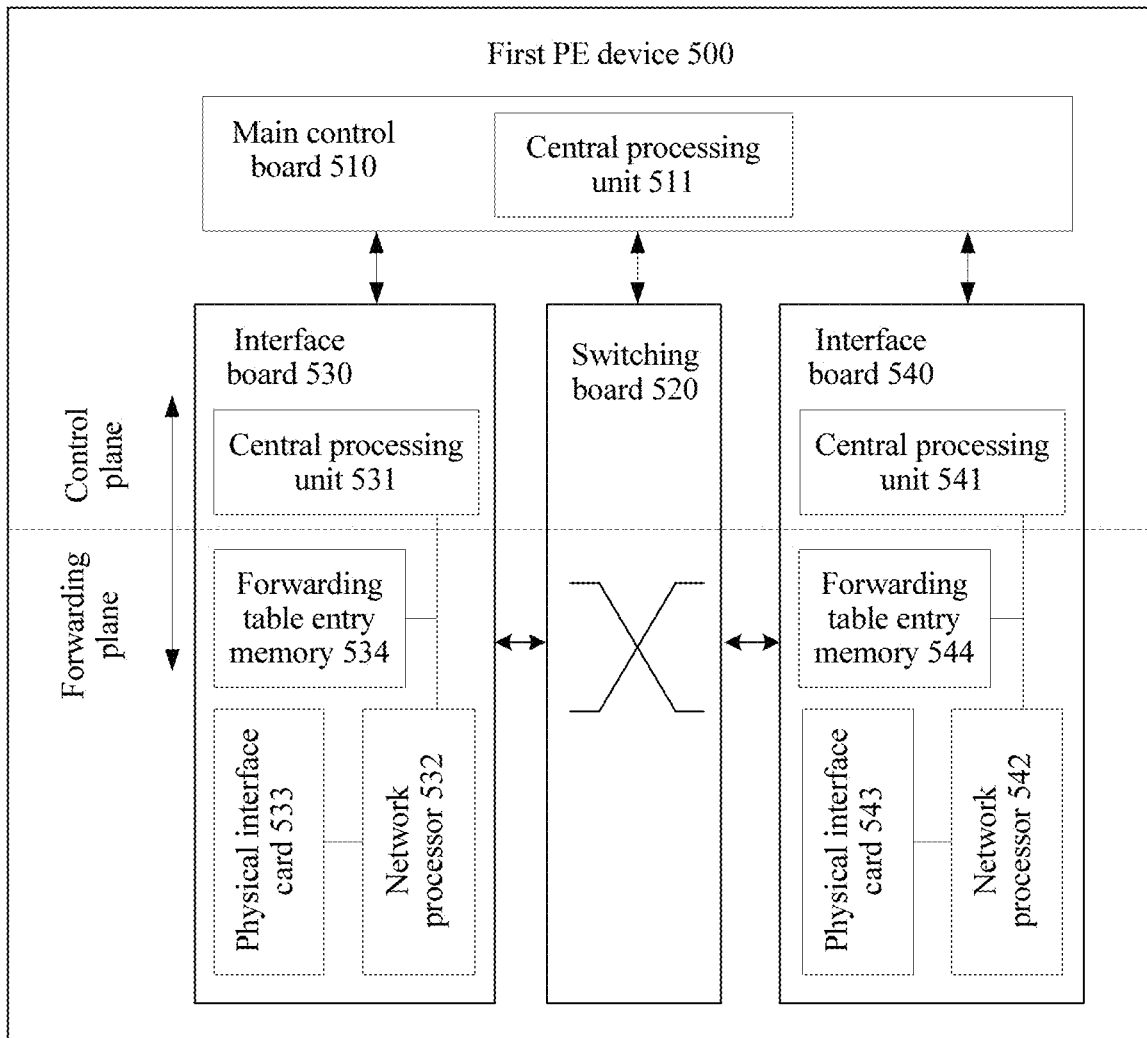 First PE device 500
Main control
board 510
Central processing
unit 511
Interface
board 530
Switching
board 520
Interface
board 540
Control
plane
Central processing
unit 531
Central processing
unit 541
Forwarding
plane
Forwarding
table entry
memory 534
Forwarding
table entry
memory 544
Physical interface
card 533
Network
processor 532
Physical interface
card 543
Network
processor 542